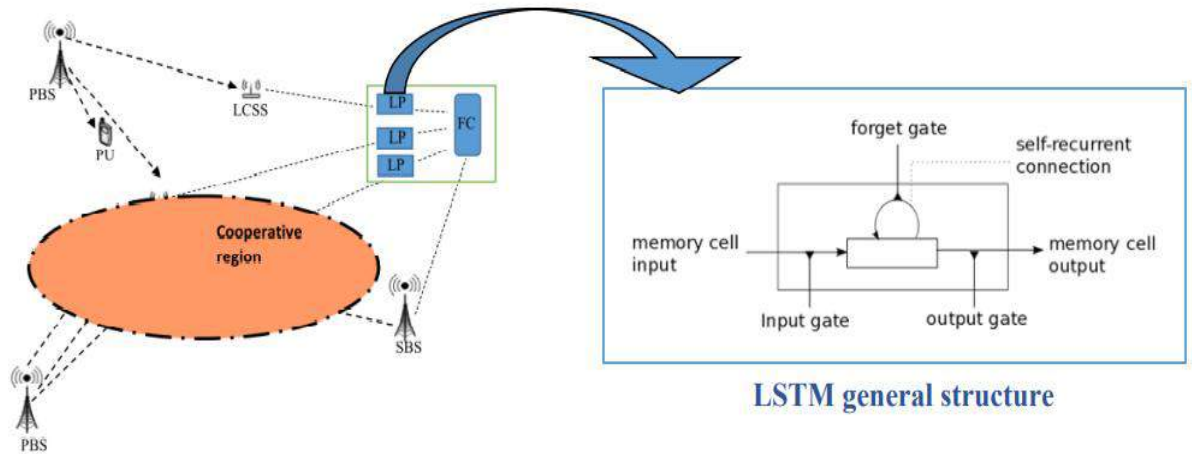 PBS
LCSS
PU
LP
LP
LP
FC
Cooperative
region
SBS
PBS
forget gate
self-recurrent
connection
memory cell
input
memory cell
output
Input gate
output gate
LSTM general structure